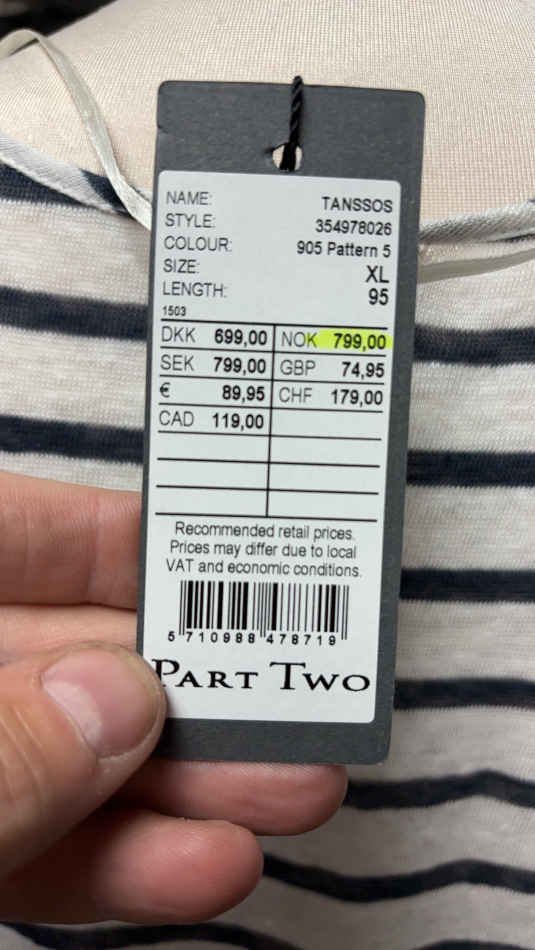 NAME: TANSSOS
STYLE: 354978026
COLOUR: 905 Pattern 5
SIZE: XL
LENGTH: 95
1503
DKK 699,00 NOK 799,00
SEK 799,00 GBP 74,95
€ 89,95 CHF 179,00
CAD 119,00
Recommended retail prices.
Prices may differ due to local
VAT and economic conditions.
5 710988 478719
PART TWO